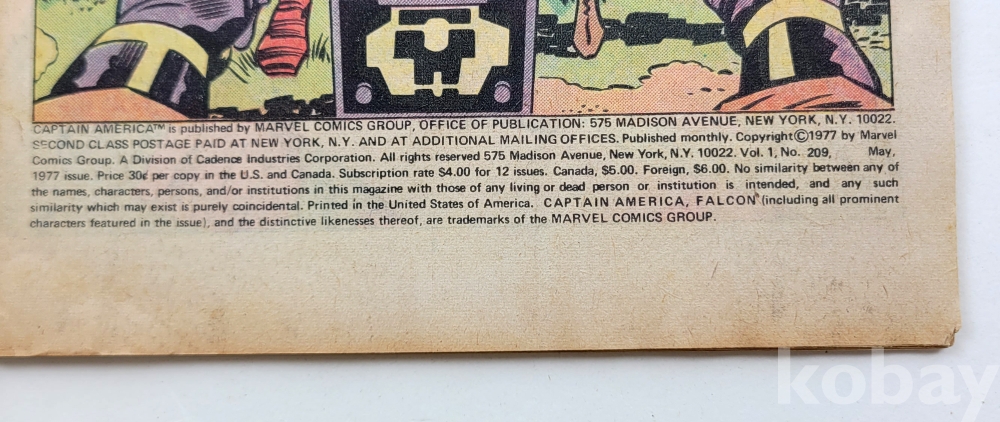 CAPTAIN AMERICA™ is published by MARVEL COMICS GROUP, OFFICE OF PUBLICATION: 575 MADISON AVENUE, NEW YORK, N.Y. 10022.
SECOND CLASS POSTAGE PAID AT NEW YORK, N.Y. AND AT ADDITIONAL MAILING OFFICES. Published monthly. Copyright©1977 by Marvel
Comics Group. A Division of Cadence Industries Corporation. All rights reserved 575 Madison Avenue, New York, N.Y. 10022. Vol. 1, No. 209, May,
1977 issue. Price 30¢ per copy in the U.S. and Canada. Subscription rate $4.00 for 12 issues. Canada, $5.00. Foreign, $6.00. No similarity between any of
the names, characters, persons, and/or institutions in this magazine with those of any living or dead person or institution is intended, and any such
similarity which may exist is purely coincidental. Printed in the United States of America. CAPTAIN AMERICA, FALCON (including all prominent
characters featured in the issue), and the distinctive likenesses thereof, are trademarks of the MARVEL COMICS GROUP.
kobay